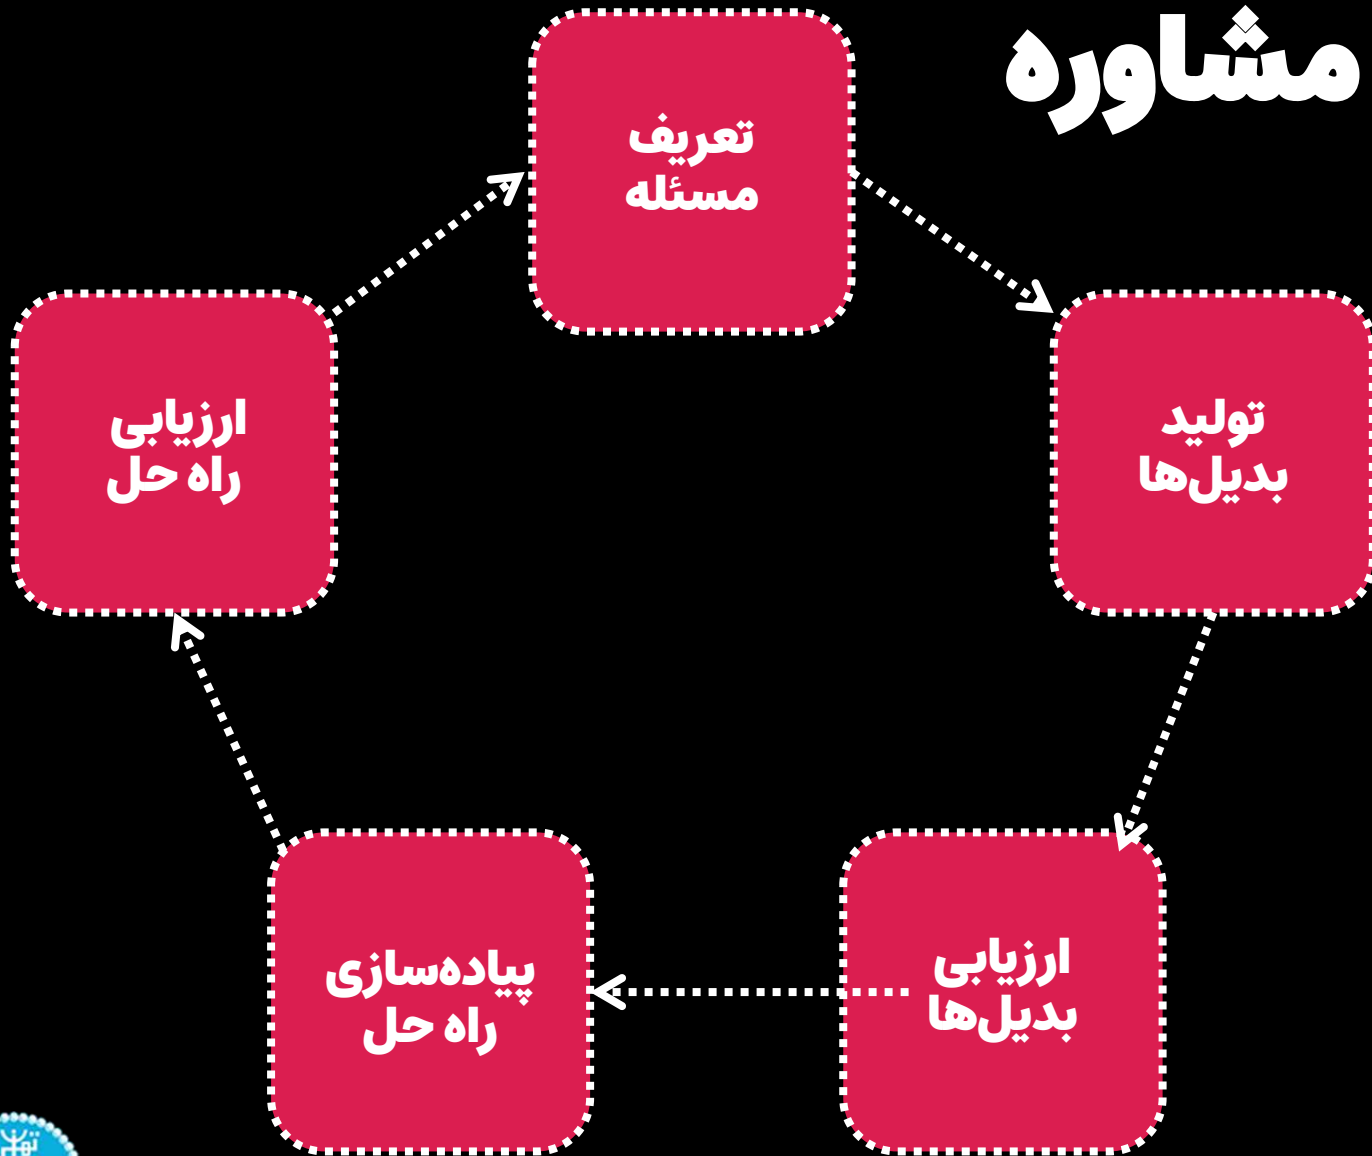 مشاوره
تعریف
مسئله
تولید
بدیل‌ها
ارزیابی
بدیل‌ها
پیاده‌سازی
راه حل
ارزیابی
راه حل